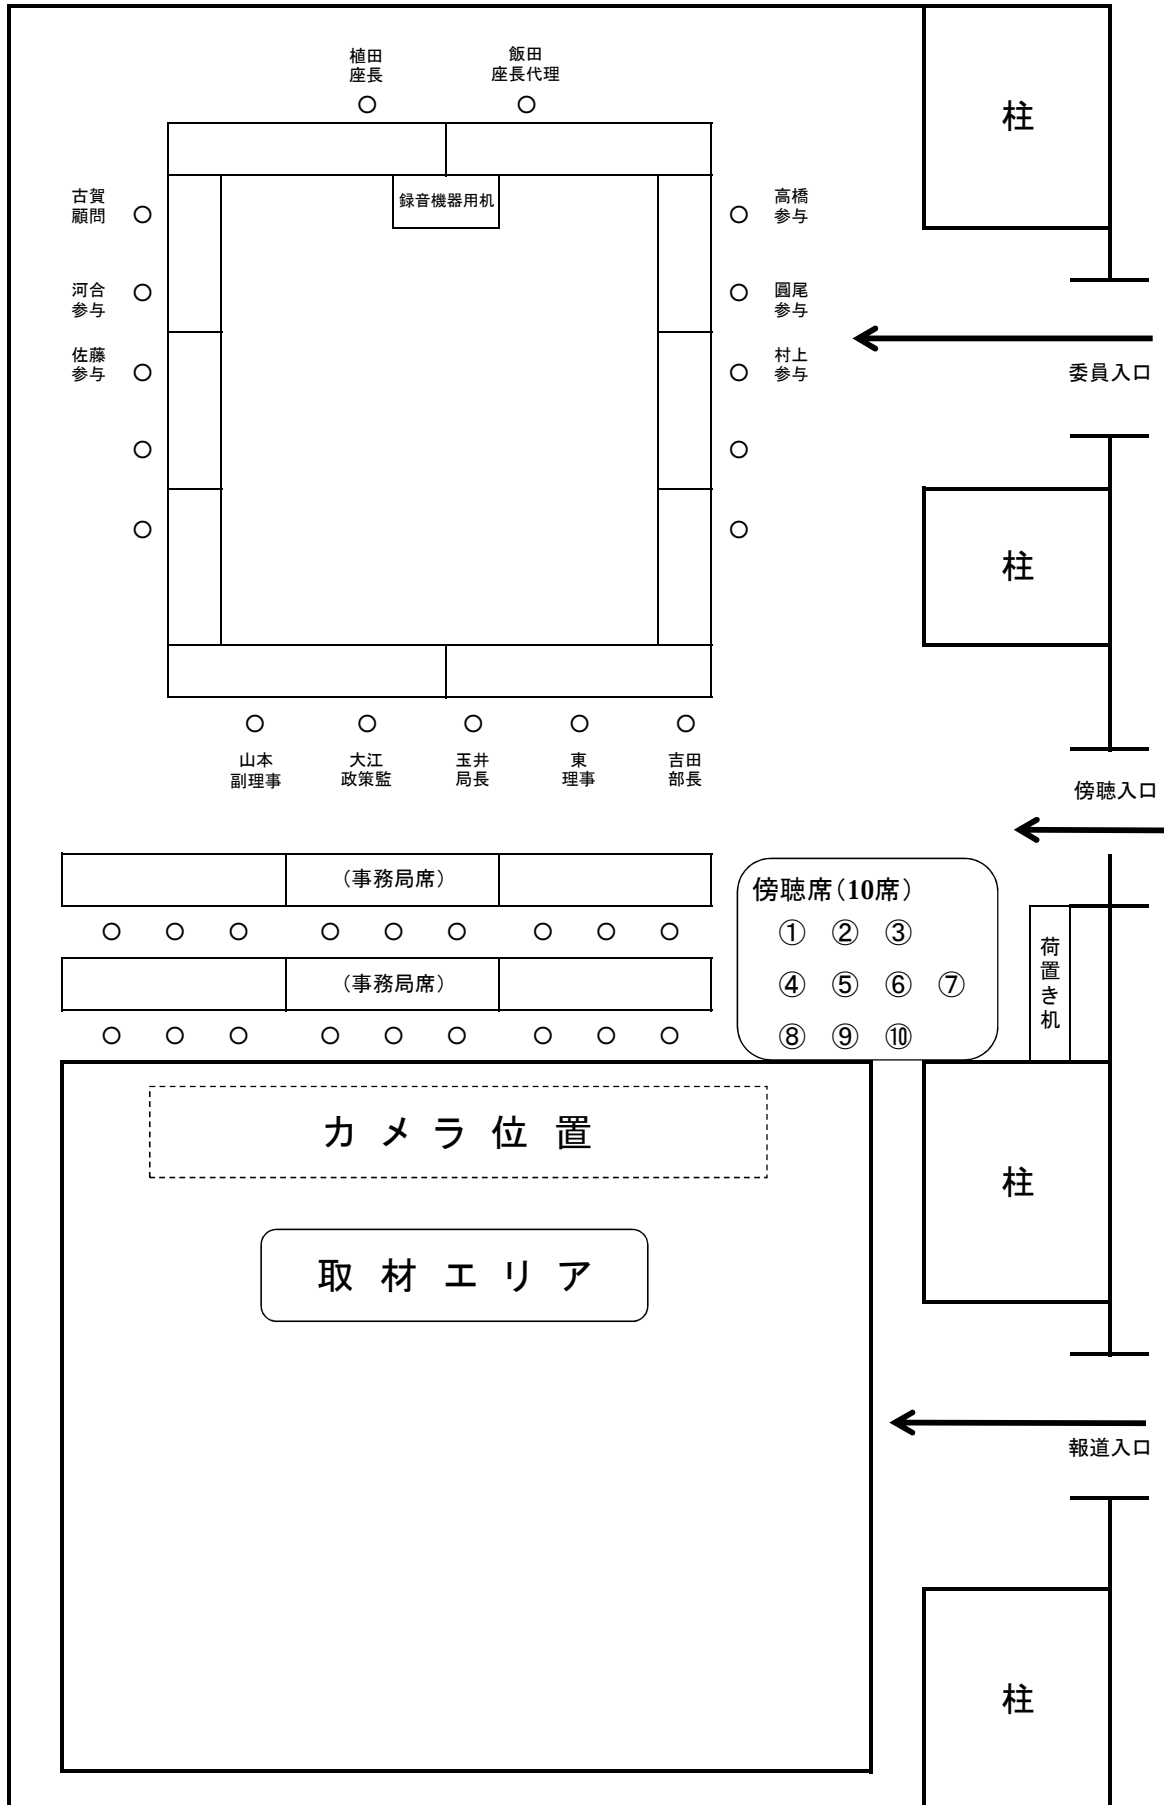 植田
座長
飯田
座長代理
柱
録音機器用机
古賀
顧問
高橋
参与
河合
参与
圓尾
参与
佐藤
参与
村上
参与
委員入口
柱
山本
副理事
大江
政策監
玉井
局長
東
理事
吉田
部長
傍聴入口
（事務局席）
傍聴席（10席）
① ② ③
④ ⑤ ⑥ ⑦
⑧ ⑨ ⑩
荷置き机
（事務局席）
カメラ位置
柱
取材エリア
報道入口
柱